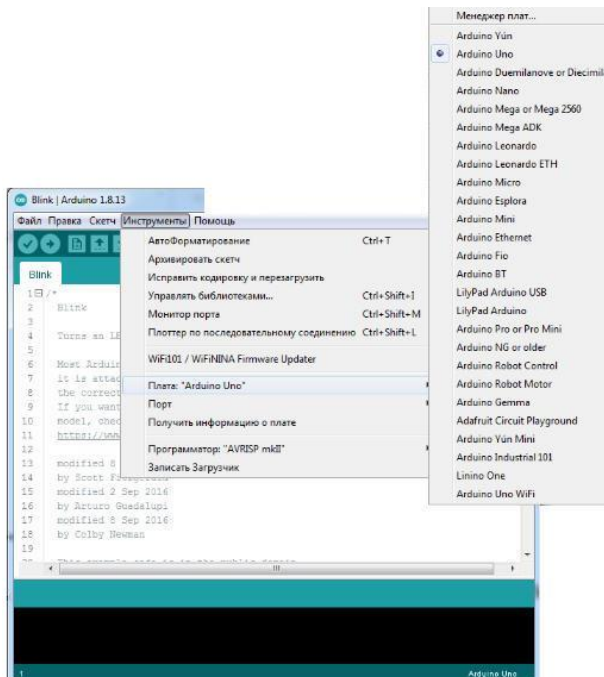 Менеджер плат...
Arduino Yún
Arduino Uno
Arduino Duemilanove or Diecimila
Arduino Nano
Arduino Mega or Mega 2560
Arduino Mega ADK
Arduino Leonardo
Arduino Leonardo ETH
Arduino Micro
Arduino Esplora
Arduino Mini
Arduino Ethernet
Arduino Fio
Arduino BT
LilyPad Arduino USB
LilyPad Arduino
Arduino Pro or Pro Mini
Arduino NG or older
Arduino Robot Control
Arduino Robot Motor
Arduino Gemma
Adafruit Circuit Playground
Arduino Yún Mini
Arduino Industrial 101
Linino One
Arduino Uno WiFi
Blink | Arduino 1.8.13
Файл Правка Скетч Инструменты Помощь
АвтоФорматирование Ctrl+T
Архивировать скетч
Исправить кодировку и перезагрузить
Управлять библиотеками... Ctrl+Shift+I
Монитор порта Ctrl+Shift+M
Плоттер по последовательному соединению Ctrl+Shift+L
WiFi101 / WiFiNINA Firmware Updater
Плата: "Arduino Uno"
Порт
Получить информацию о плате
Программатор: "AVRISP mkII"
Записать Загрузчик
Blink
1 /*
2 Blink
3
4 Turns an LE
5
6 Most Arduin
7 it is attac
8 the correct
9 If you want
10 model, chec
11 https://www
12
13 modified 8
14 by Scott
15 modified 2 Sep 2016
16 by Arturo Guadalupi
17 modified 8 Sep 2016
18 by Colby Newman
19
This example code is in the public domain
1 Arduino Uno